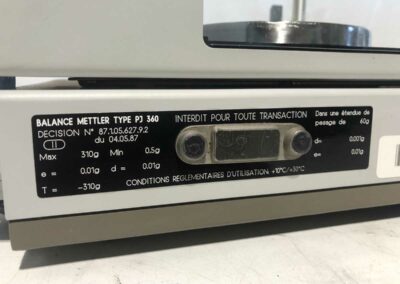 BALANCE METTLER TYPE PJ 360
DECISION N° 87.1.05.627.9.2
du 04.05.87
II
Max 310g Min 0.5g
e = 0.01g d = 0.01g
T = -310g
INTERDIT POUR TOUTE TRANSACTION
CONDITIONS REGLEMENTAIRES D'UTILISATION: +10°C/+30°C
Dans une étendue de
pesage de 60g
d= 0.001g
e= 0.01g